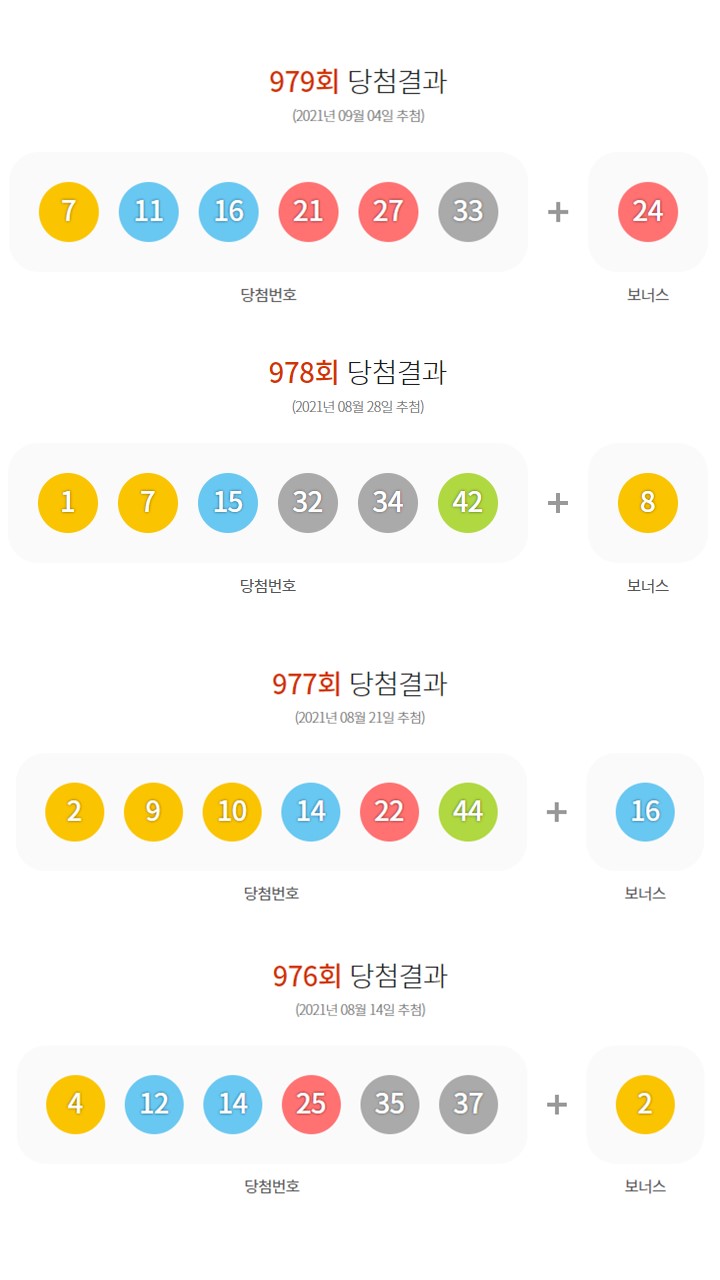 979회 당첨결과
(2021년 09월 04일 추첨)
7 11 16 21 27 33 + 24
당첨번호 보너스
978회 당첨결과
(2021년 08월 28일 추첨)
1 7 15 32 34 42 + 8
당첨번호 보너스
977회 당첨결과
(2021년 08월 21일 추첨)
2 9 10 14 22 44 + 16
당첨번호 보너스
976회 당첨결과
(2021년 08월 14일 추첨)
4 12 14 25 35 37 + 2
당첨번호 보너스